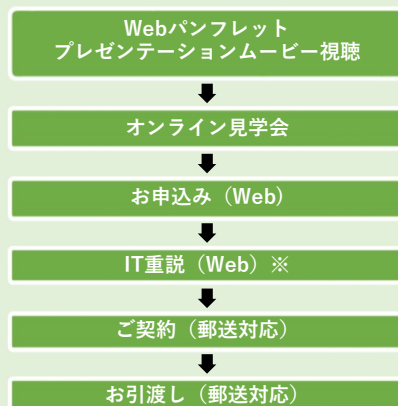 Webパンフレット
プレゼンテーションムービー視聴
オンライン見学会
お申込み（Web）
IT重説（Web）※
ご契約（郵送対応）
お引渡し（郵送対応）